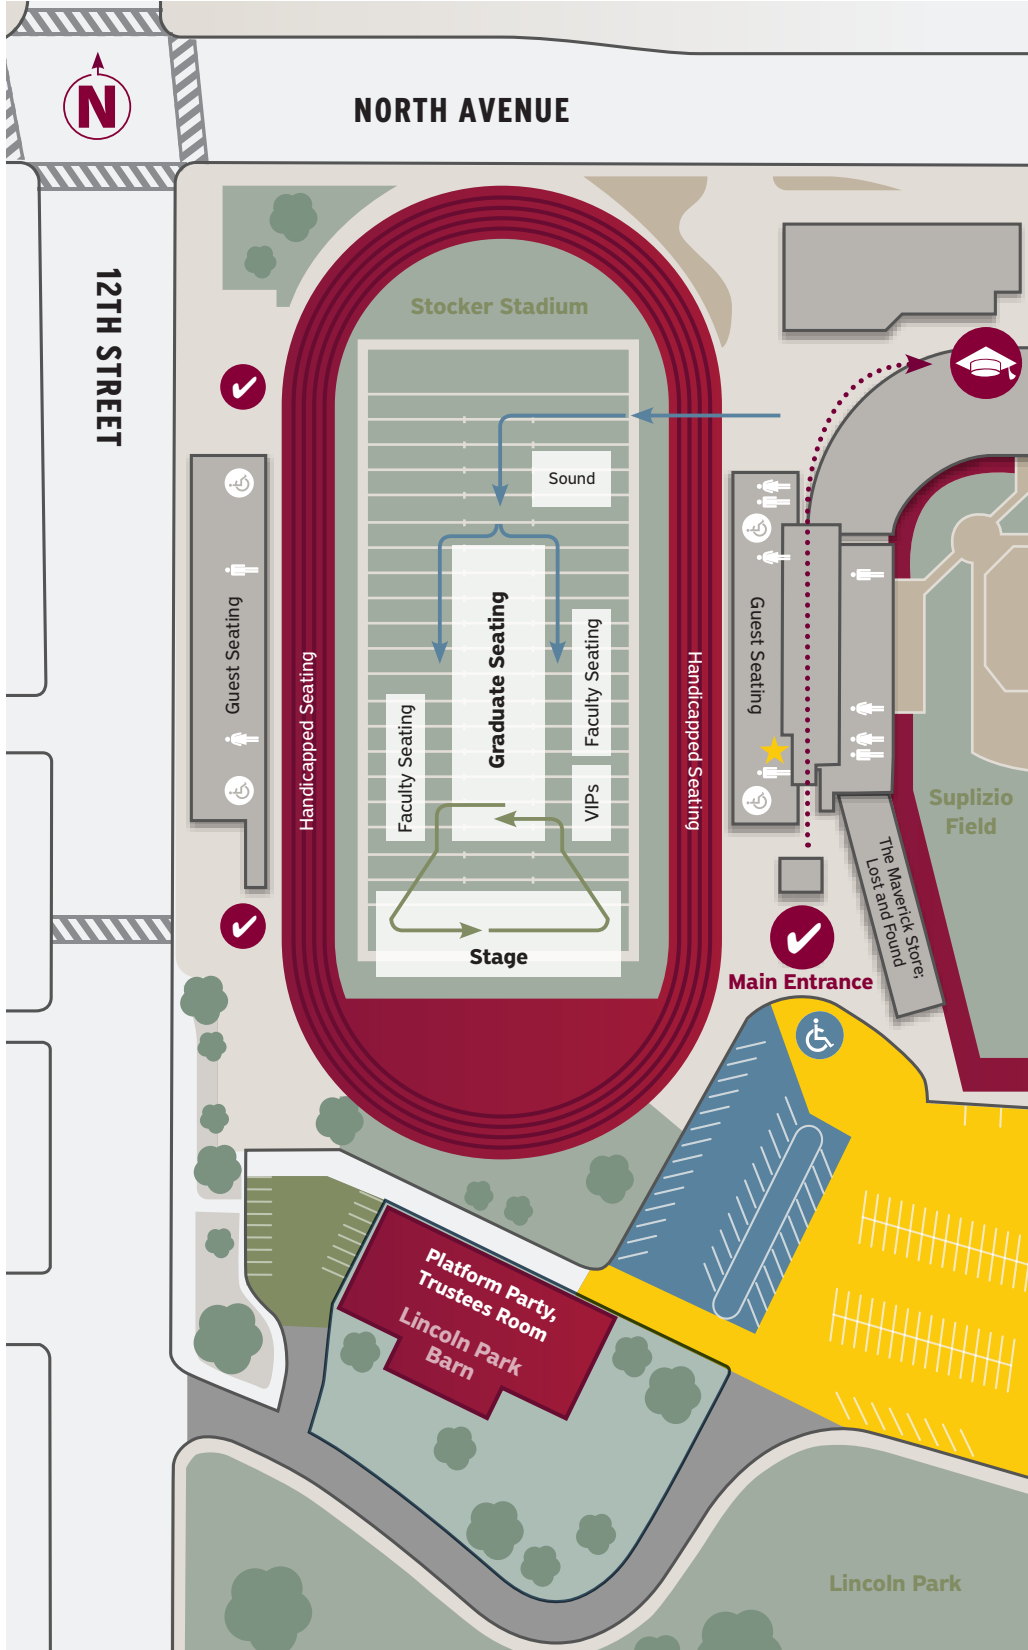 N
NORTH AVENUE
12TH STREET
Stocker Stadium
Sound
Guest Seating
Handicapped Seating
Faculty Seating
Graduate Seating
Faculty Seating
VIPs
Handicapped Seating
Guest Seating
Stage
Suplizio
Field
The Maverick Store;
Lost and Found
Main Entrance
Platform Party,
Trustees Room
Lincoln Park
Barn
Lincoln Park